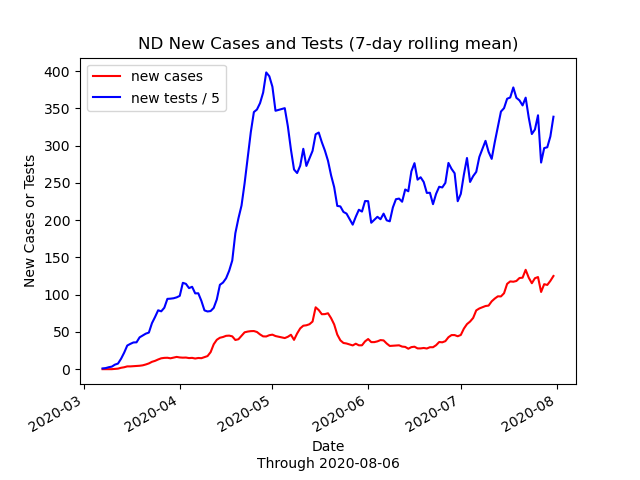 ND New Cases and Tests (7-day rolling mean)
new cases
new tests / 5
400
350
300
250
200
150
100
50
0
New Cases or Tests
2020-03
2020-04
2020-05
2020-06
2020-07
2020-08
Date
Through 2020-08-06